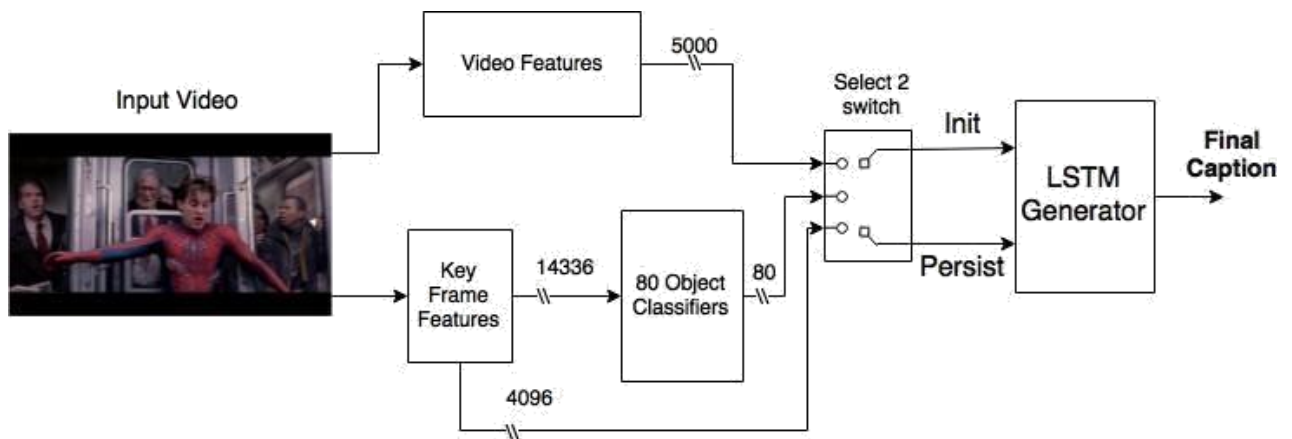 Input Video
Video Features
5000
Select 2
switch
Init
LSTM
Generator
Final
Caption
Persist
Key
Frame
Features
14336
80 Object
Classifiers
80
4096